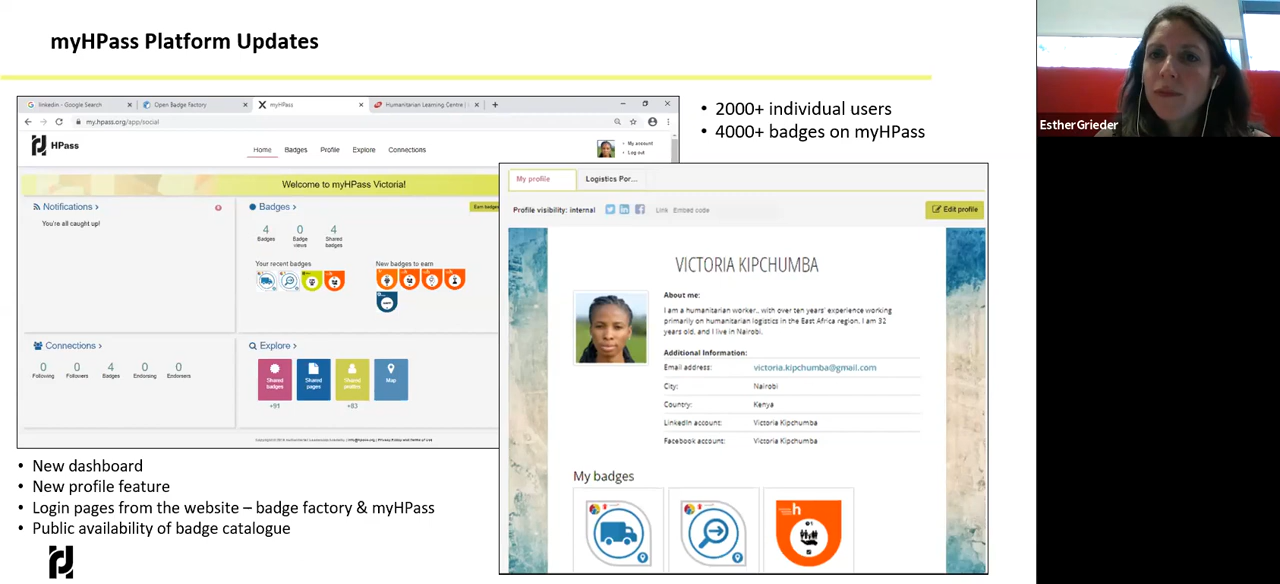 myHPass Platform Updates
linkedin - Google Search
Open Badge Factory
myHPass
Humanitarian Learning Centre |
my.hpass.org/app/social
HPass
Home
Badges
Profile
Explore
Connections
My account
Log out
Welcome to myHPass Victoria!
Notifications >
You're all caught up!
Badges >
Earn badges
4
0
4
Badges
Badge views
Shared badges
Your recent badges
New badges to earn
Connections >
0
0
4
0
0
Following
Followers
Badges
Endorsing
Endorsers
Explore >
Shared badges
Shared pages
Shared profiles
Map
+91
+83
• 2000+ individual users
• 4000+ badges on myHPass
My profile
Logistics Por...
Profile visibility: internal
Link
Embed code
Edit profile
VICTORIA KIPCHUMBA
About me:
I am a humanitarian worker, with over ten years' experience working
primarily on humanitarian logistics in the East Africa region. I am 32
years old, and I live in Nairobi.
Additional Information:
Email address: victoria.kipchumba@gmail.com
City: Nairobi
Country: Kenya
LinkedIn account: Victoria Kipchumba
Facebook account: Victoria Kipchumba
My badges
h
• New dashboard
• New profile feature
• Login pages from the website – badge factory & myHPass
• Public availability of badge catalogue
EstherGrieder